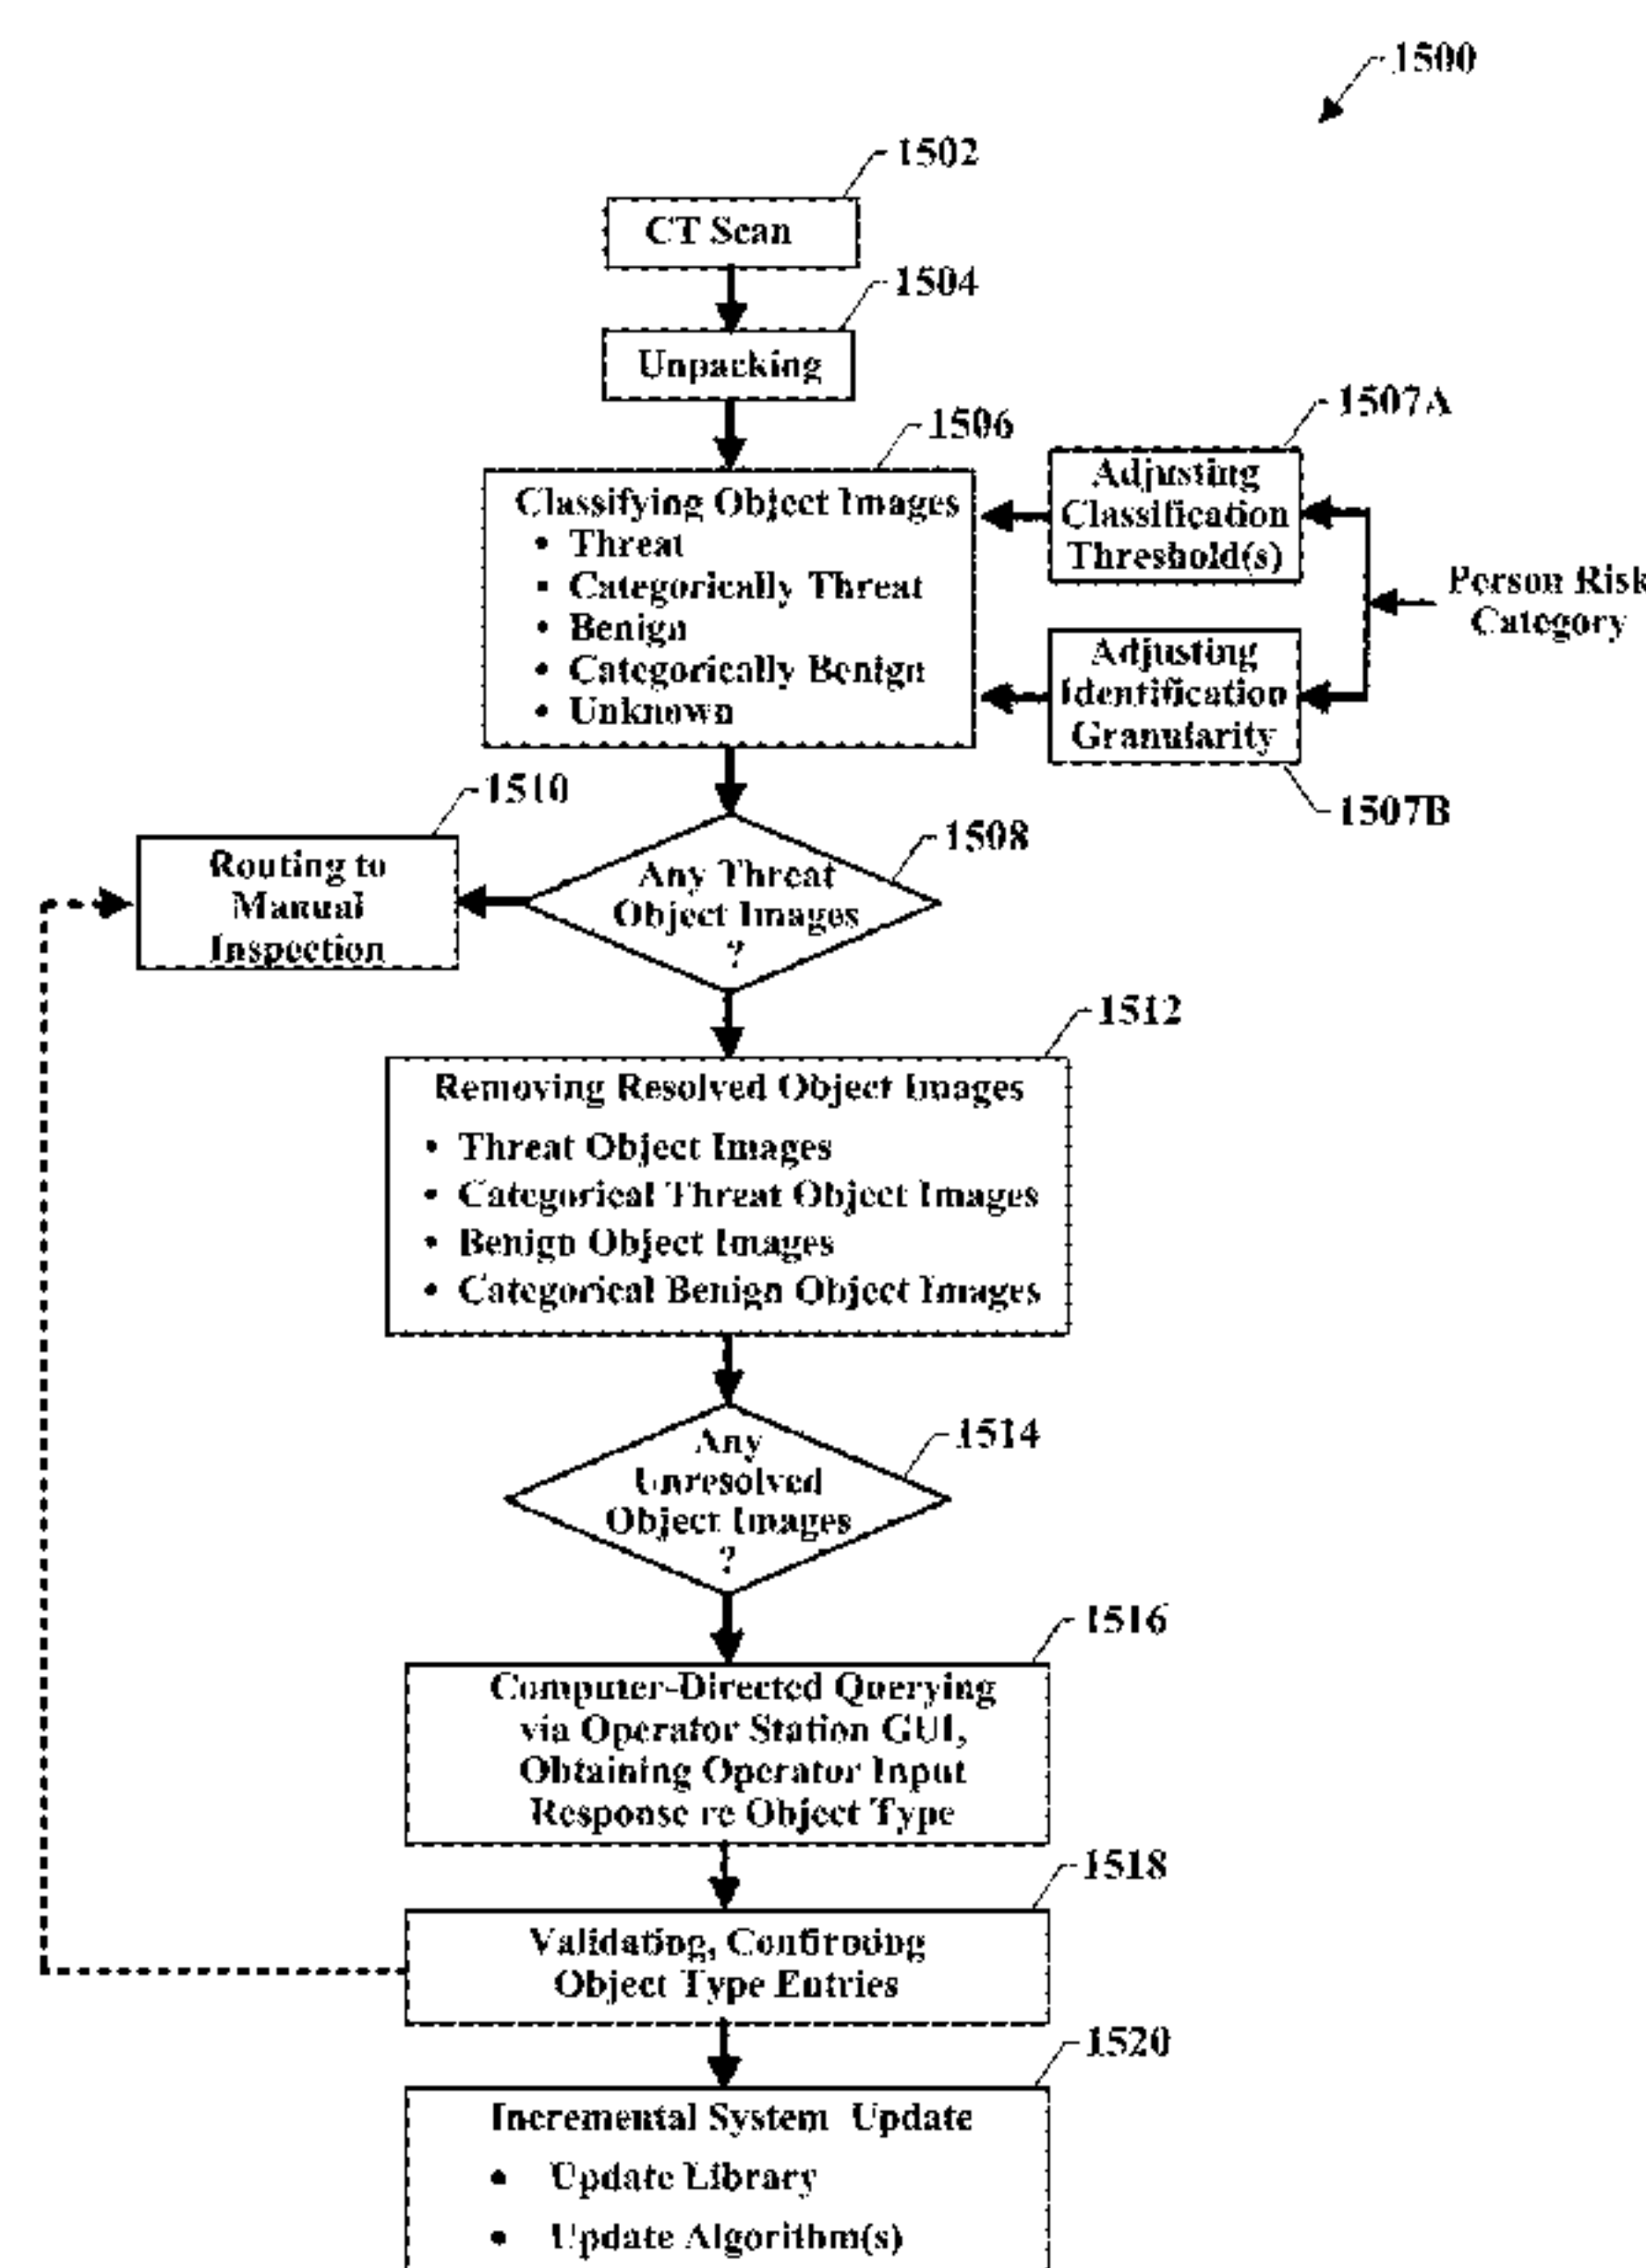 1500
1502
CT Scan
1504
Unpacking
1506
1507A
Classifying Object Images
• Threat
• Categorically Threat
• Benign
• Categorically Benign
• Unknown
Adjusting
Classification
Threshold(s)
Person Risk
Category
Adjusting
Identification
Granularity
1507B
1510
Routing to
Manual
Inspection
1508
Any Threat
Object Images
?
1512
Removing Resolved Object Images
• Threat Object Images
• Categorical Threat Object Images
• Benign Object Images
• Categorical Benign Object Images
1514
Any
Unresolved
Object Images
?
1516
Computer-Directed Querying
via Operator Station GUI,
Obtaining Operator Input
Response re Object Type
1518
Validating, Confirming
Object Type Entries
1520
Incremental System Update
• Update Library
• Update Algorithm(s)